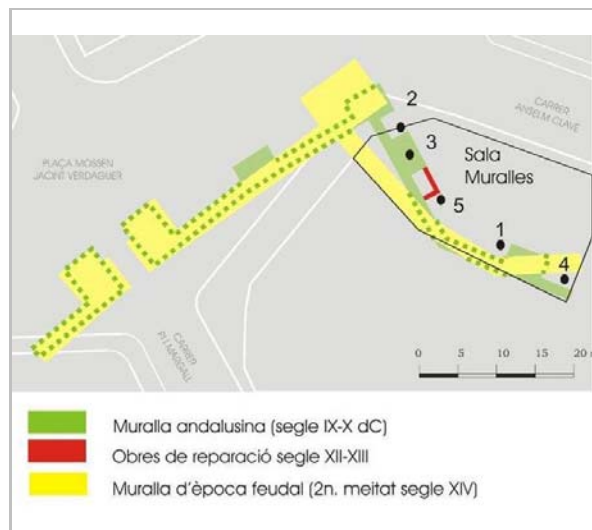 CARRER
ANSELM CLAVE
2
3
Sala
Muralles
PLAÇA MOSSEN
JACINT VERDAGUER
5
1
4
CARRER
PI I MARGALL
0 5 10 15 20
Muralla andalusina (segle IX-X dC)
Obres de reparació segle XII-XIII
Muralla d'època feudal (2n. meitat segle XIV)